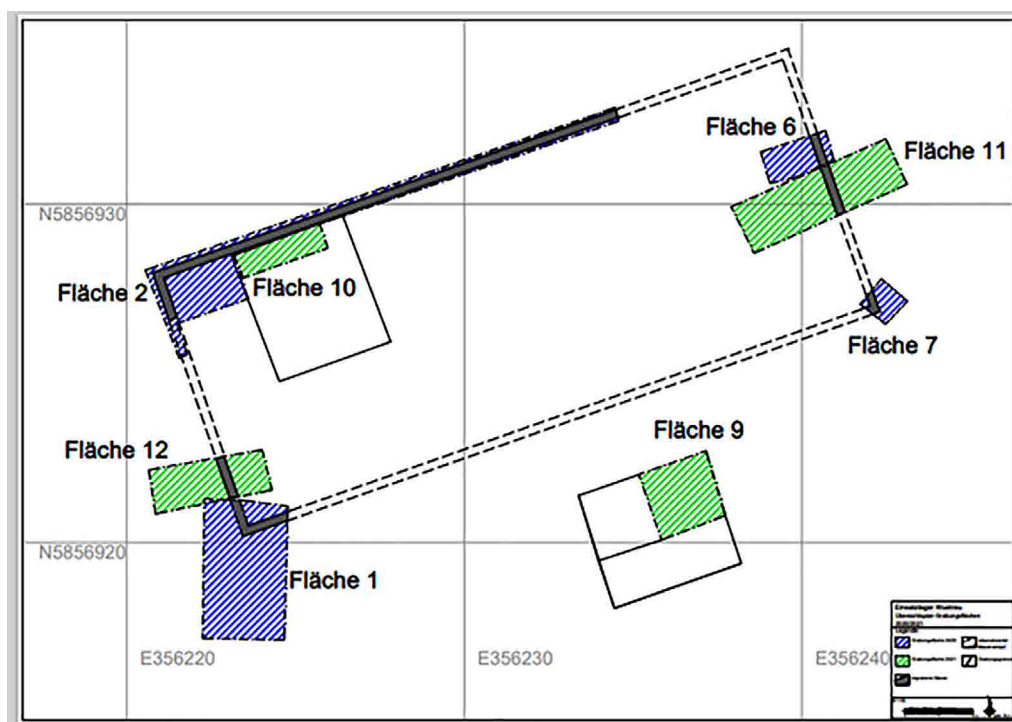 Fläche 6
Fläche 11
N5856930
Fläche 2
Fläche 10
Fläche 7
Fläche 12
Fläche 9
N5856920
Fläche 1
E356220
E356230
E356240